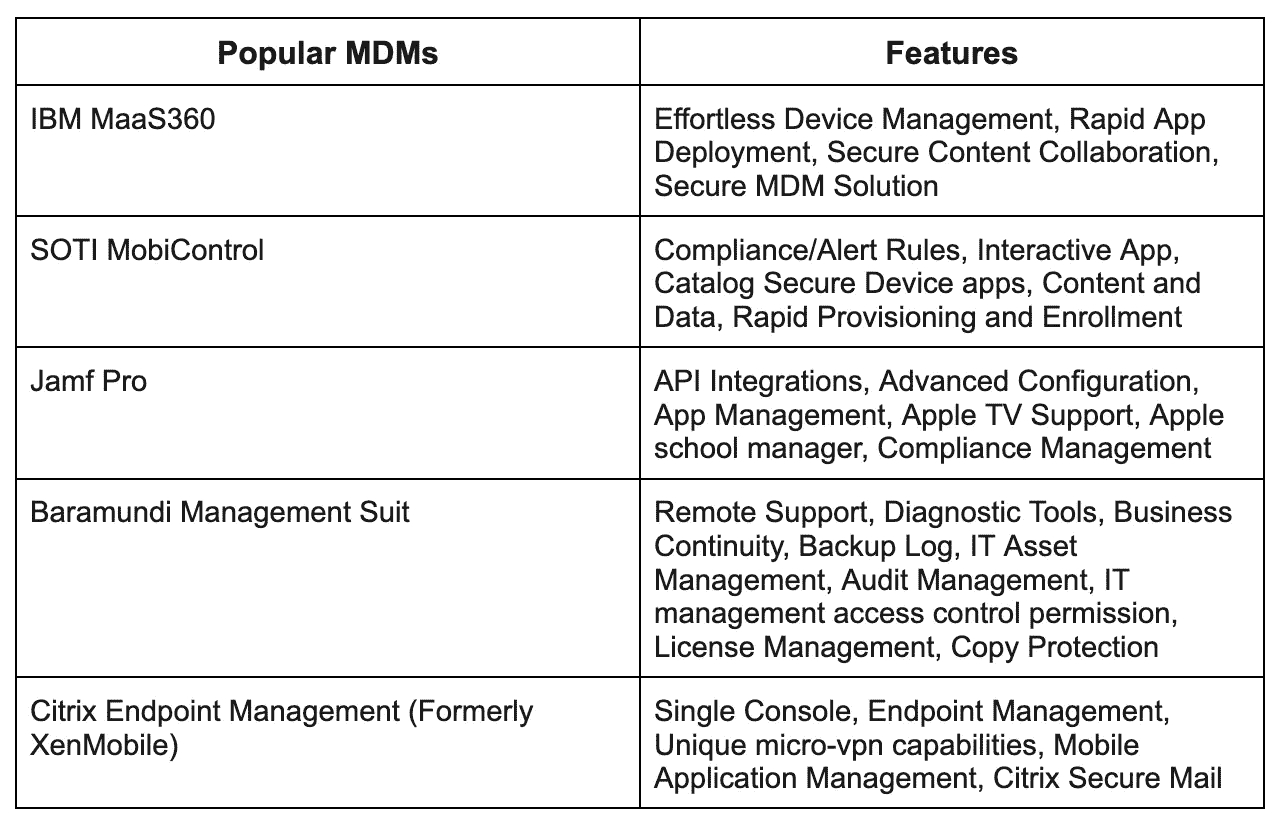 Popular MDMs
Features
IBM MaaS360
Effortless Device Management, Rapid App
Deployment, Secure Content Collaboration,
Secure MDM Solution
SOTI MobiControl
Compliance/Alert Rules, Interactive App,
Catalog Secure Device apps, Content and
Data, Rapid Provisioning and Enrollment
Jamf Pro
API Integrations, Advanced Configuration,
App Management, Apple TV Support, Apple
school manager, Compliance Management
Baramundi Management Suit
Remote Support, Diagnostic Tools, Business
Continuity, Backup Log, IT Asset
Management, Audit Management, IT
management access control permission,
License Management, Copy Protection
Citrix Endpoint Management (Formerly
XenMobile)
Single Console, Endpoint Management,
Unique micro-vpn capabilities, Mobile
Application Management, Citrix Secure Mail